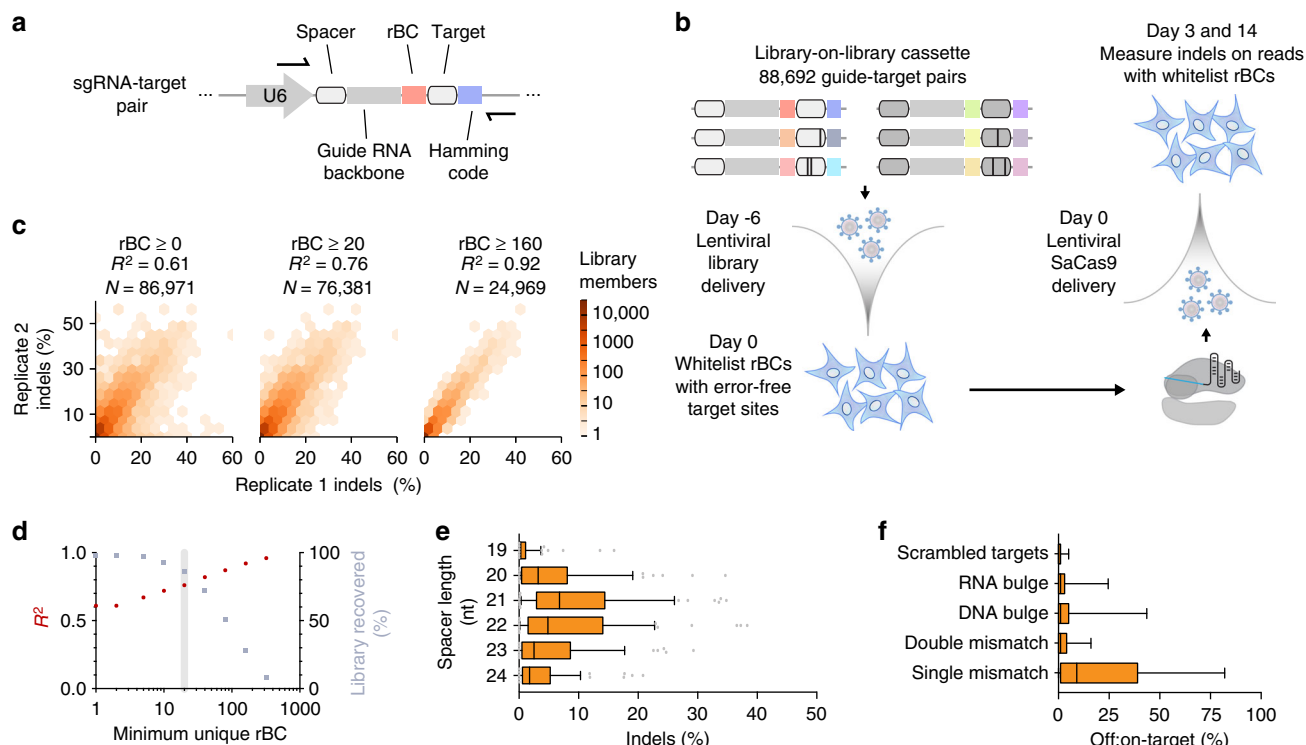 a
Spacer
rBC
Target
sgRNA-target
pair
...
U6
...
Guide RNA
backbone
Hamming
code
b
Library-on-library cassette
88,692 guide-target pairs
Day 3 and 14
Measure indels on reads
with whitelist rBCs
Day -6
Lentiviral
library
delivery
Day 0
Lentiviral
SaCas9
delivery
Day 0
Whitelist rBCs
with error-free
target sites
c
rBC ≥ 0
R² = 0.61
N = 86,971
rBC ≥ 20
R² = 0.76
N = 76,381
rBC ≥ 160
R² = 0.92
N = 24,969
Library
members
10,000
1000
100
10
1
Replicate 2
indels (%)
50
30
10
0 20 40 60
0 20 40 60
0 20 40 60
Replicate 1 indels (%)
d
R²
1.0
0.5
0.0
100
50
0
Library recovered
(%)
1 10 100 1000
Minimum unique rBC
e
Spacer length
(nt)
19
20
21
22
23
24
0 10 20 30 40 50
Indels (%)
f
Scrambled targets
RNA bulge
DNA bulge
Double mismatch
Single mismatch
0 25 50 75 100
Off:on-target (%)